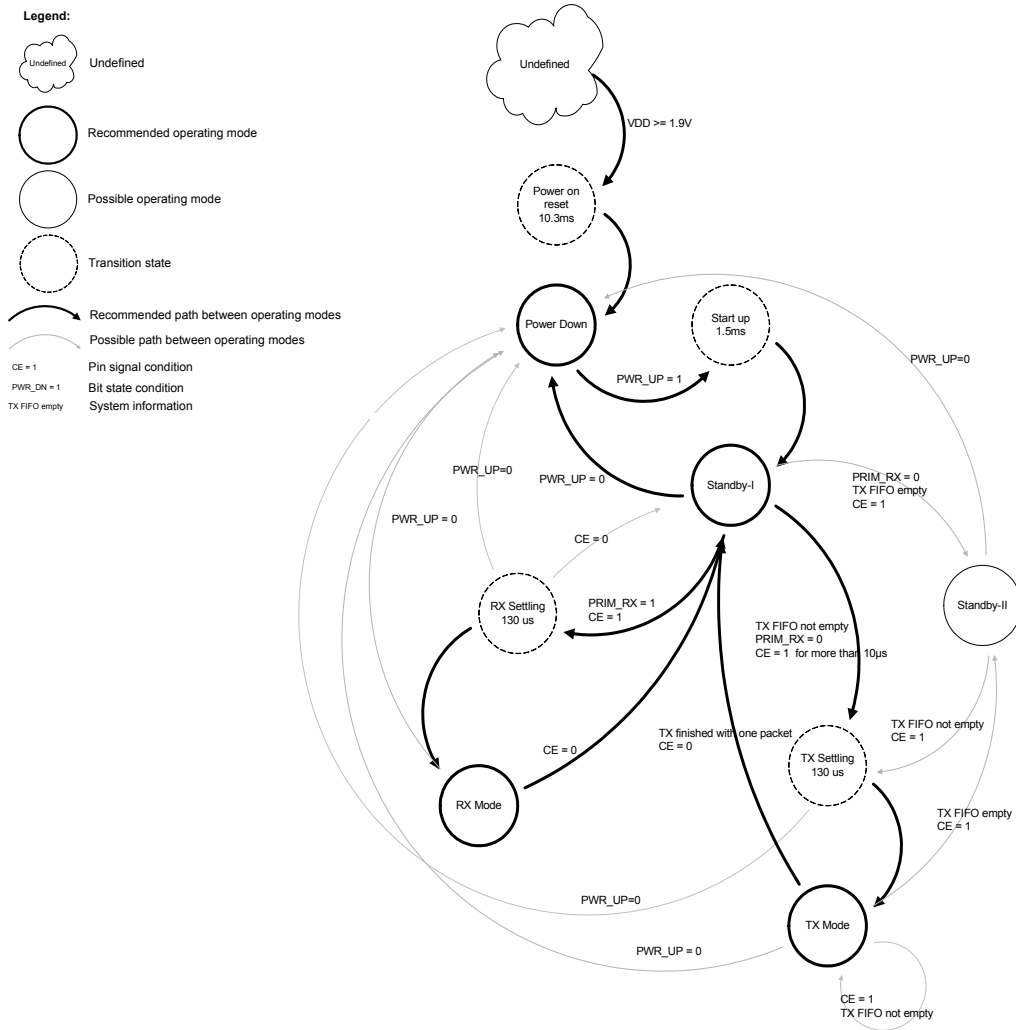 Legend:
Undefined
Undefined
Recommended operating mode
Possible operating mode
Transition state
Recommended path between operating modes
Possible path between operating modes
CE = 1
Pin signal condition
PWR_DN = 1
Bit state condition
TX FIFO empty
System information
Undefined
VDD >= 1.9V
Power on
reset
10.3ms
Power Down
Start up
1.5ms
PWR_UP=0
PWR_UP = 1
PWR_UP=0
PWR_UP = 0
Standby-I
PRIM_RX = 0
TX FIFO empty
CE = 1
PWR_UP = 0
CE = 0
RX Settling
130 us
PRIM_RX = 1
CE = 1
Standby-II
TX FIFO not empty
PRIM_RX = 0
CE = 1  for more than 10µs
TX FIFO not empty
CE = 1
TX finished with one packet
CE = 0
CE = 0
TX Settling
130 us
RX Mode
TX FIFO empty
CE = 1
PWR_UP=0
TX Mode
PWR_UP = 0
CE = 1
TX FIFO not empty